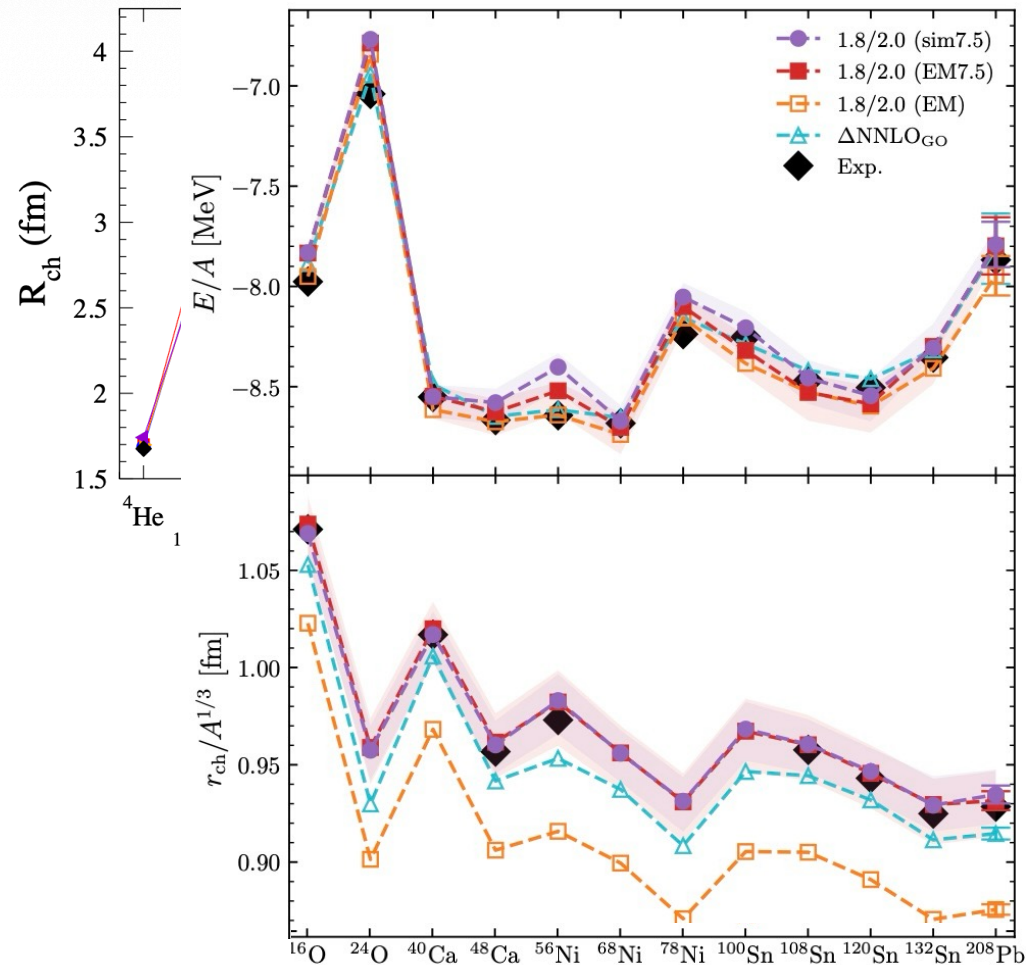 4
3.5
3
2.5
2
1.5
R_ch (fm)
⁴He
1
1.8/2.0 (sim7.5)
1.8/2.0 (EM7.5)
1.8/2.0 (EM)
ΔNNLO_GO
Exp.
−7.0
−7.5
−8.0
−8.5
E/A [MeV]
1.05
1.00
0.95
0.90
r_ch/A^1/3 [fm]
¹⁶O ²⁴O ⁴⁰Ca ⁴⁸Ca ⁵⁶Ni ⁶⁸Ni ⁷⁸Ni ¹⁰⁰Sn ¹⁰⁸Sn ¹²⁰Sn ¹³²Sn ²⁰⁸Pb